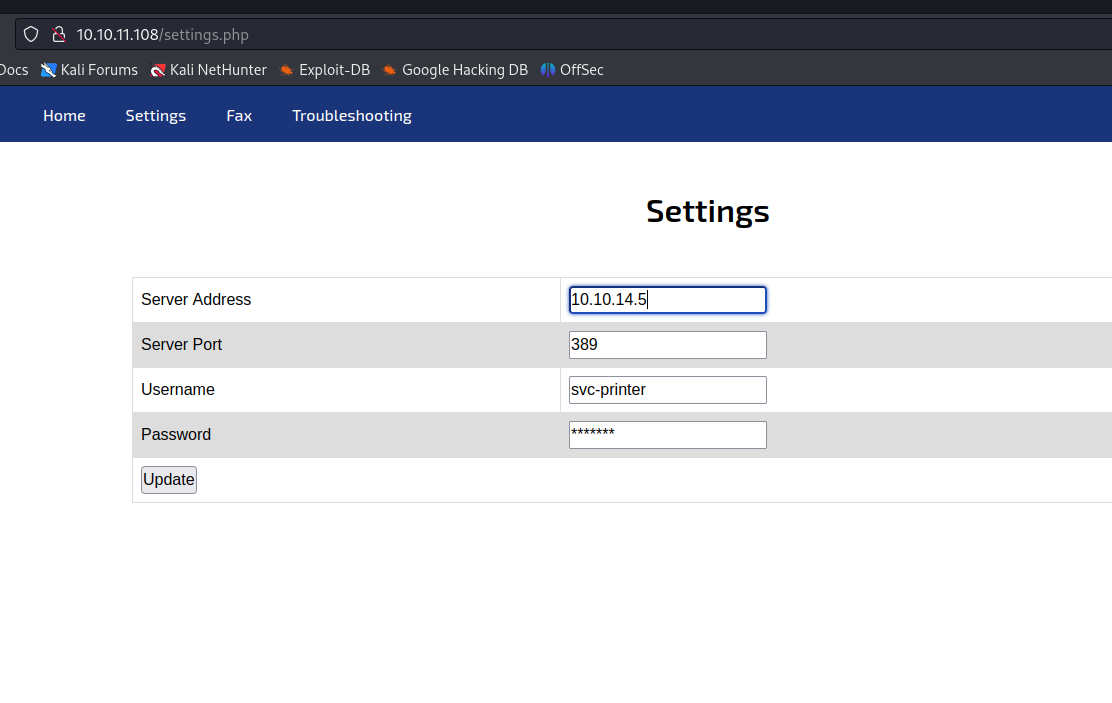 10.10.11.108/settings.php
Docs Kali Forums Kali NetHunter Exploit-DB Google Hacking DB OffSec
Home Settings Fax Troubleshooting
Settings
Server Address 10.10.14.5
Server Port 389
Username svc-printer
Password *******
Update